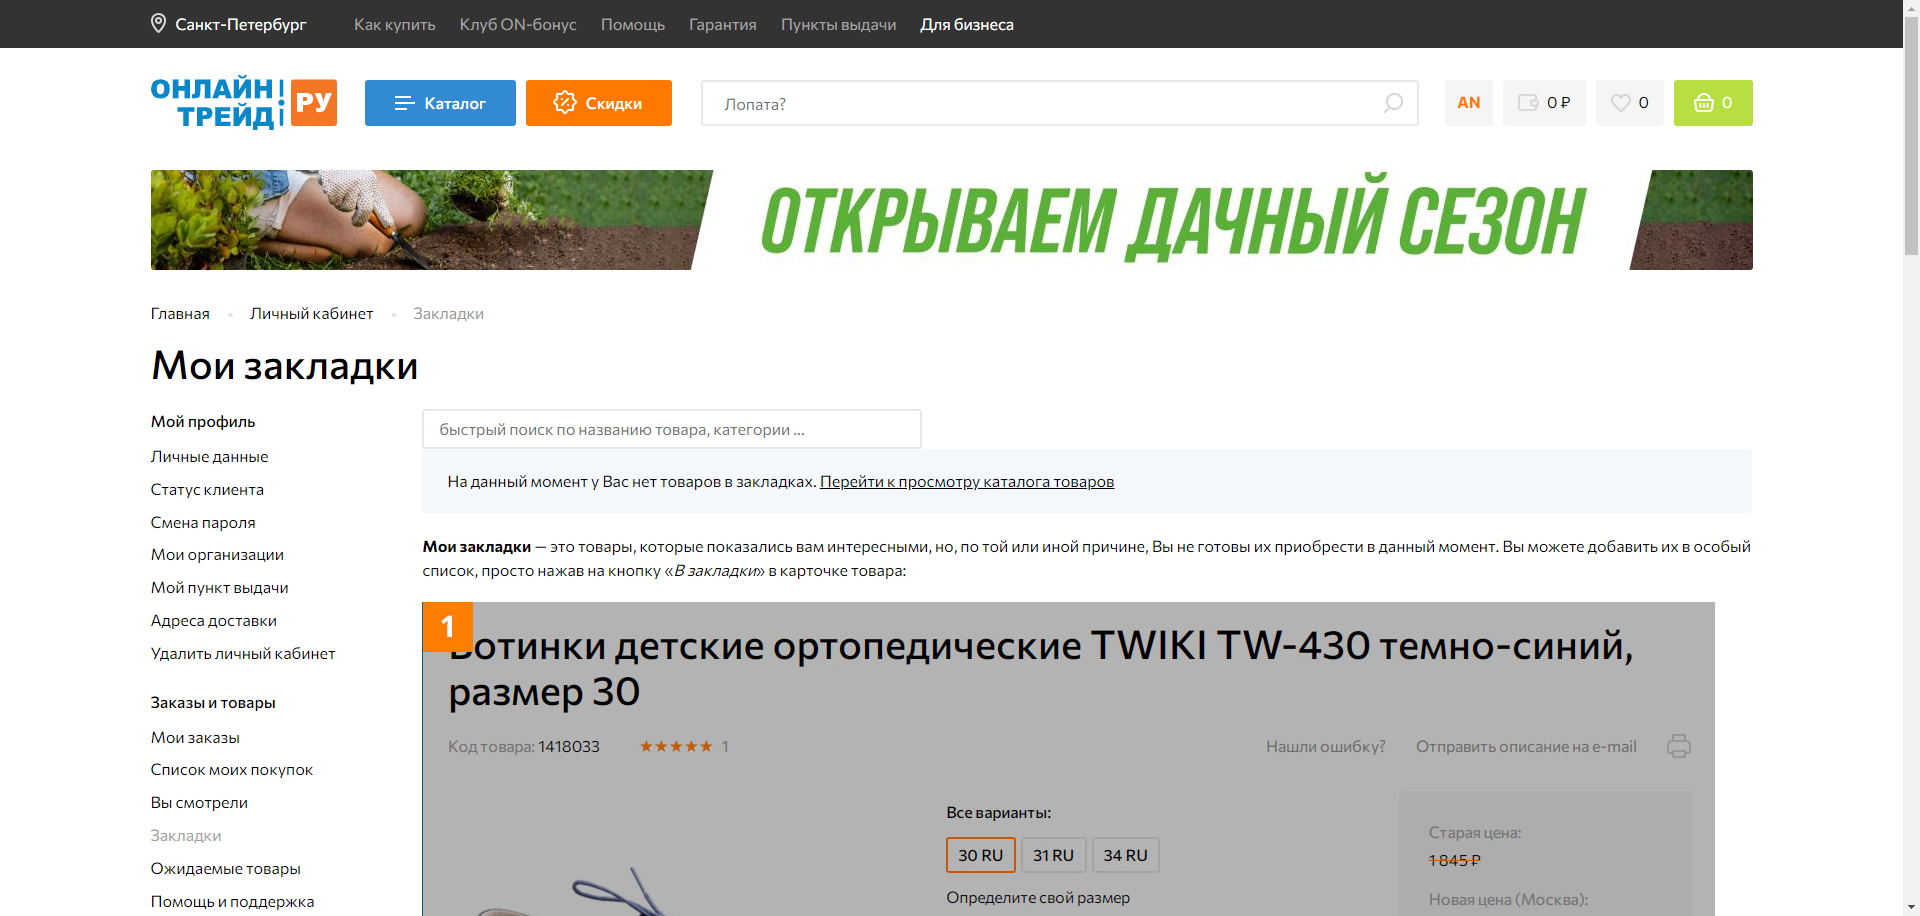 Санкт-Петербург Как купить Клуб ON-бонус Помощь Гарантия Пункты выдачи Для бизнеса
ОНЛАЙН ТРЕЙД РУ
Каталог Скидки Лопата? AN 0 ₽ 0 0
ОТКРЫВАЕМ ДАЧНЫЙ СЕЗОН
Главная Личный кабинет Закладки
Мои закладки
Мой профиль
Личные данные
Статус клиента
Смена пароля
Мои организации
Мой пункт выдачи
Адреса доставки
Удалить личный кабинет
Заказы и товары
Мои заказы
Список моих покупок
Вы смотрели
Закладки
Ожидаемые товары
Помощь и поддержка
быстрый поиск по названию товара, категории ...
На данный момент у Вас нет товаров в закладках. Перейти к просмотру каталога товаров
Мои закладки — это товары, которые показались вам интересными, но, по той или иной причине, Вы не готовы их приобрести в данный момент. Вы можете добавить их в особый
список, просто нажав на кнопку «В закладки» в карточке товара:
1
Ботинки детские ортопедические TWIKI TW-430 темно-синий,
размер 30
Код товара: 1418033 ★★★★★ 1 Нашли ошибку? Отправить описание на e-mail
Все варианты:
30 RU 31 RU 34 RU
Определите свой размер
Старая цена:
1 845 ₽
Новая цена (Москва):